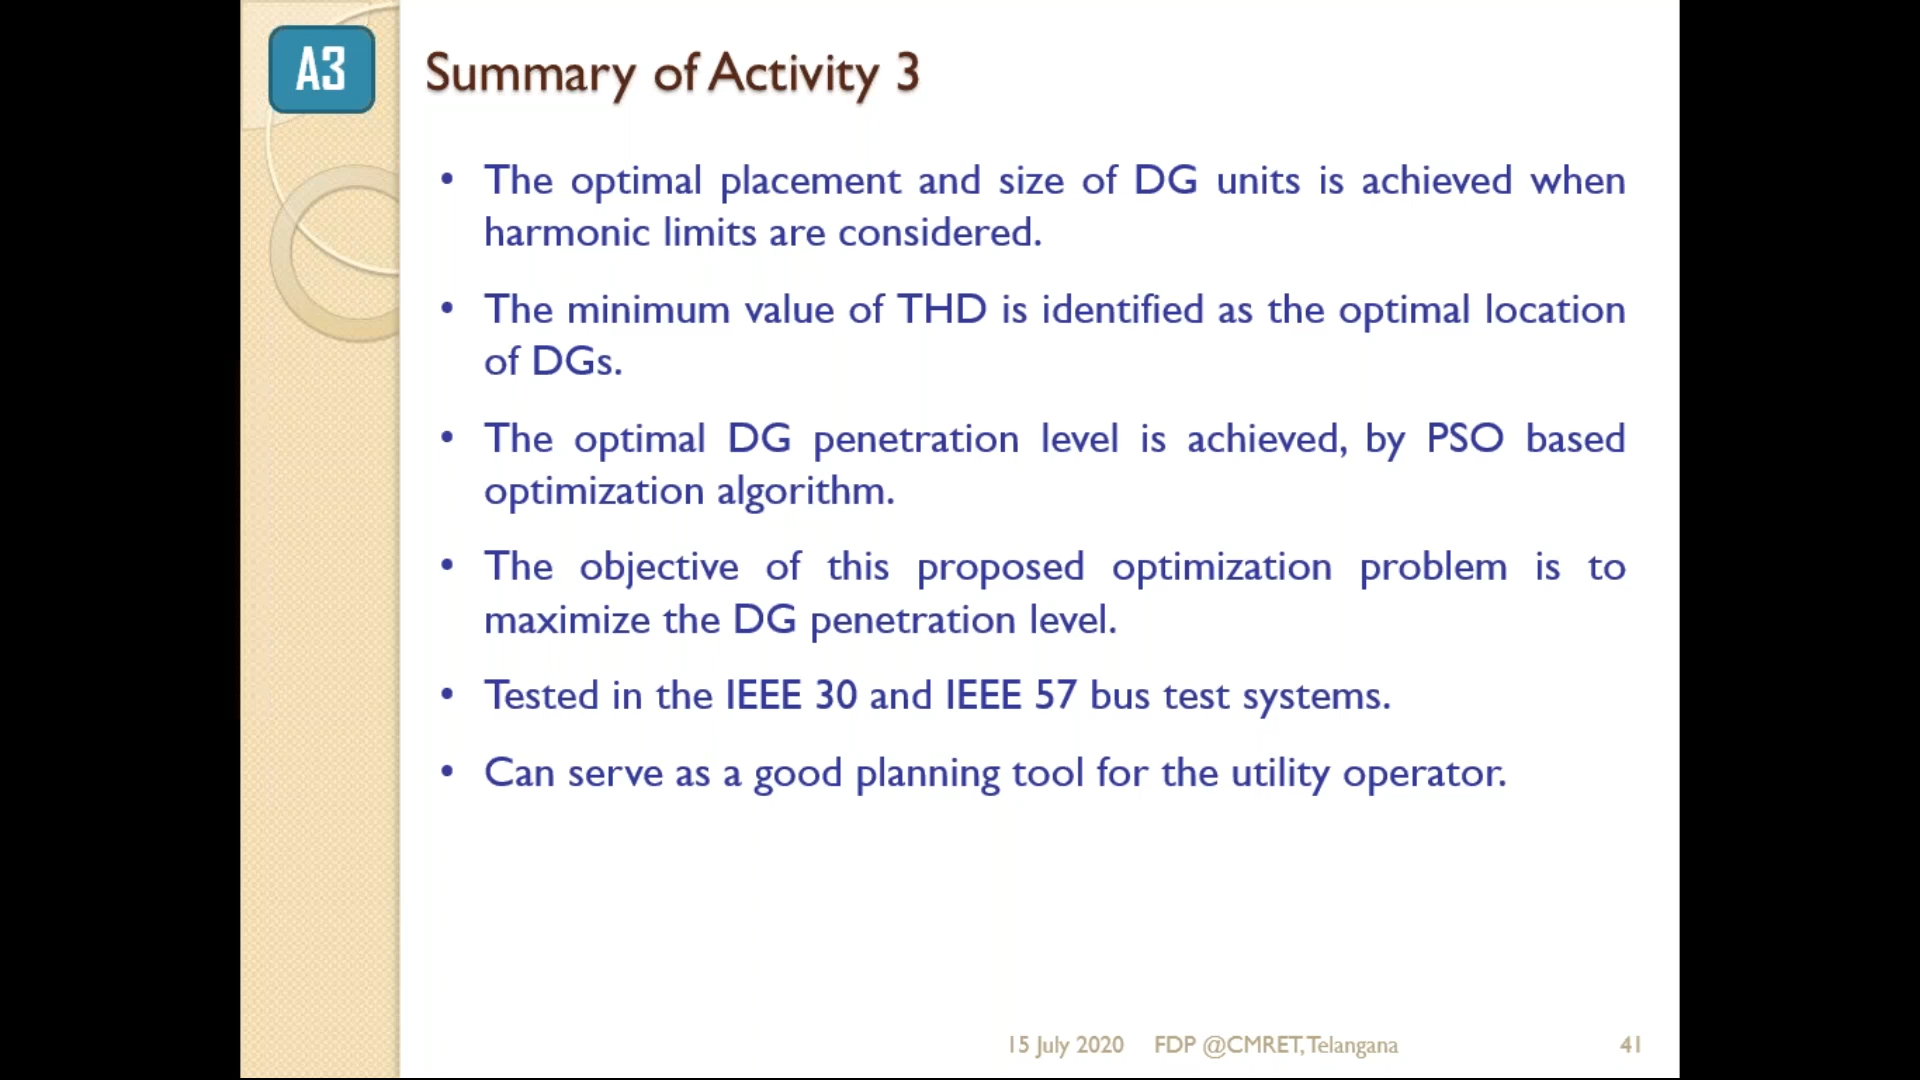 A3
Summary of Activity 3
• The optimal placement and size of DG units is achieved when
harmonic limits are considered.
• The minimum value of THD is identified as the optimal location
of DGs.
• The optimal DG penetration level is achieved, by PSO based
optimization algorithm.
• The objective of this proposed optimization problem is to
maximize the DG penetration level.
• Tested in the IEEE 30 and IEEE 57 bus test systems.
• Can serve as a good planning tool for the utility operator.
15 July 2020 FDP @CMRET, Telangana 41